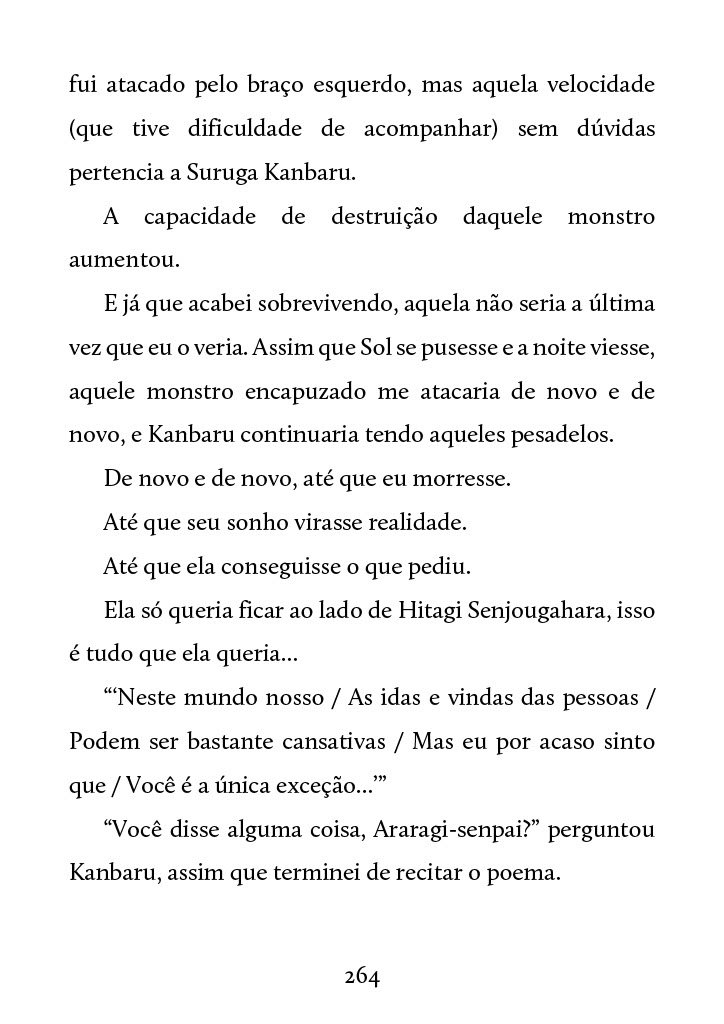 fui atacado pelo braço esquerdo, mas aquela velocidade
(que tive dificuldade de acompanhar) sem dúvidas
pertencia a Suruga Kanbaru.
A capacidade de destruição daquele monstro
aumentou.
E já que acabei sobrevivendo, aquela não seria a última
vez que eu o veria. Assim que Sol se pusesse e a noite viesse,
aquele monstro encapuzado me atacaria de novo e de
novo, e Kanbaru continuaria tendo aqueles pesadelos.
De novo e de novo, até que eu morresse.
Até que seu sonho virasse realidade.
Até que ela conseguisse o que pediu.
Ela só queria ficar ao lado de Hitagi Senjougahara, isso
é tudo que ela queria...
“‘Neste mundo nosso / As idas e vindas das pessoas /
Podem ser bastante cansativas / Mas eu por acaso sinto
que / Você é a única exceção...’”
“Você disse alguma coisa, Araragi-senpai?” perguntou
Kanbaru, assim que terminei de recitar o poema.
264